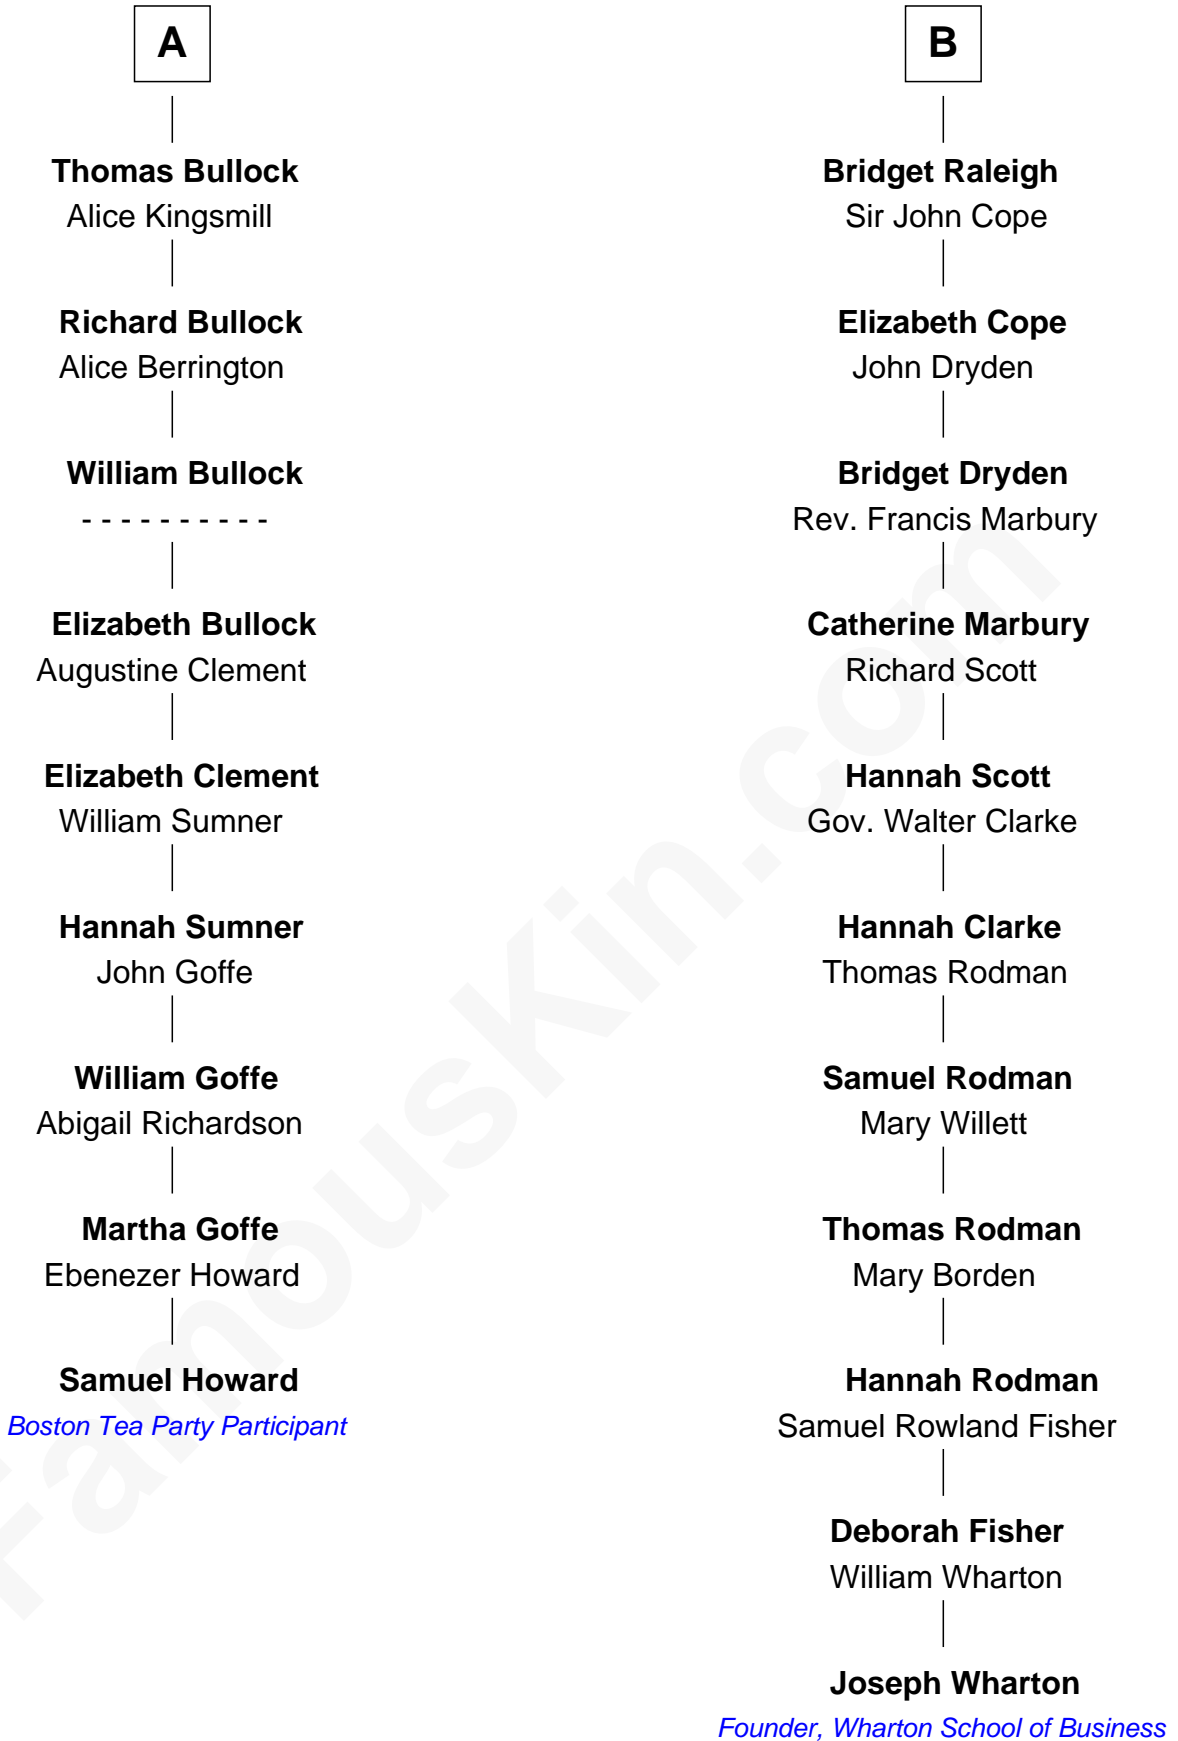 A
Thomas Bullock
Alice Kingsmill
Richard Bullock
Alice Berrington
William Bullock
- - - - - - - - - -
Elizabeth Bullock
Augustine Clement
Elizabeth Clement
William Sumner
Hannah Sumner
John Goffe
William Goffe
Abigail Richardson
Martha Goffe
Ebenezer Howard
Samuel Howard
Boston Tea Party Participant
B
Bridget Raleigh
Sir John Cope
Elizabeth Cope
John Dryden
Bridget Dryden
Rev. Francis Marbury
Catherine Marbury
Richard Scott
Hannah Scott
Gov. Walter Clarke
Hannah Clarke
Thomas Rodman
Samuel Rodman
Mary Willett
Thomas Rodman
Mary Borden
Hannah Rodman
Samuel Rowland Fisher
Deborah Fisher
William Wharton
Joseph Wharton
Founder, Wharton School of Business
FamousKin.com